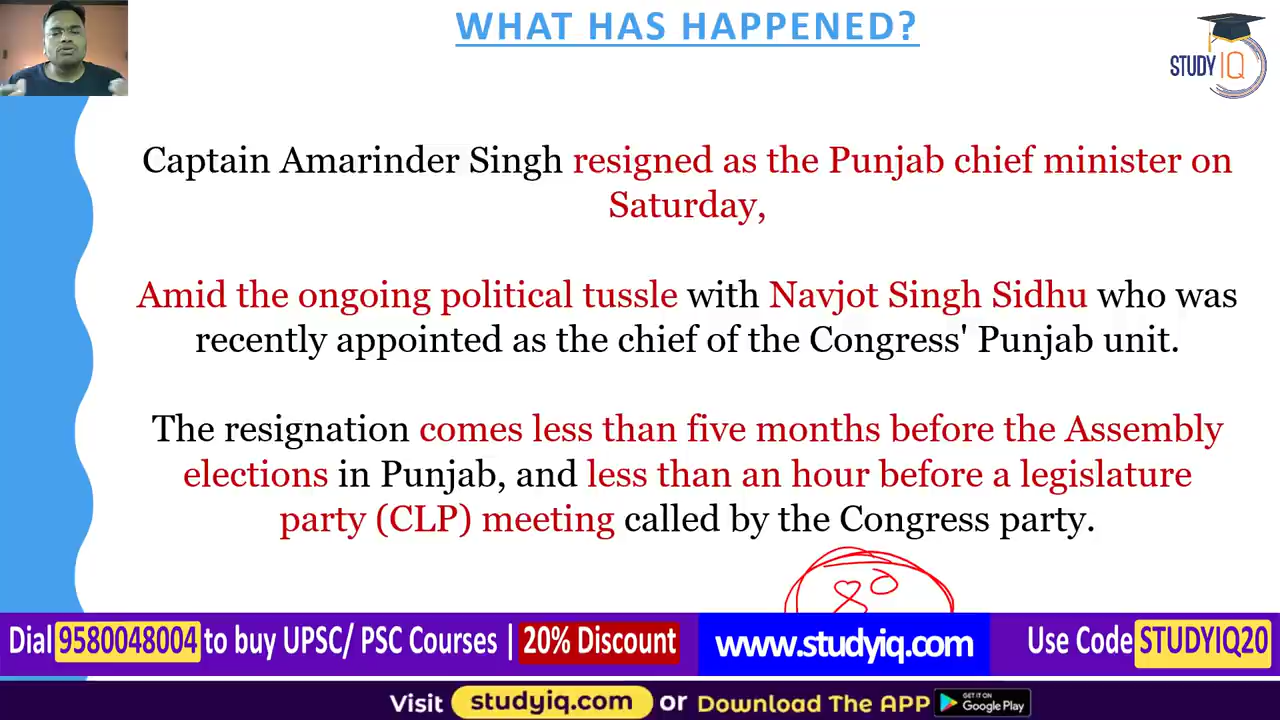 WHAT HAS HAPPENED?
STUDY IQ
Captain Amarinder Singh resigned as the Punjab chief minister on
Saturday,
Amid the ongoing political tussle with Navjot Singh Sidhu who was
recently appointed as the chief of the Congress' Punjab unit.
The resignation comes less than five months before the Assembly
elections in Punjab, and less than an hour before a legislature
party (CLP) meeting called by the Congress party.
80
Dial 9580048004 to buy UPSC/ PSC Courses | 20% Discount
www.studyiq.com
Use Code STUDYIQ20
Visit studyiq.com or Download The APP GET IT ON Google Play